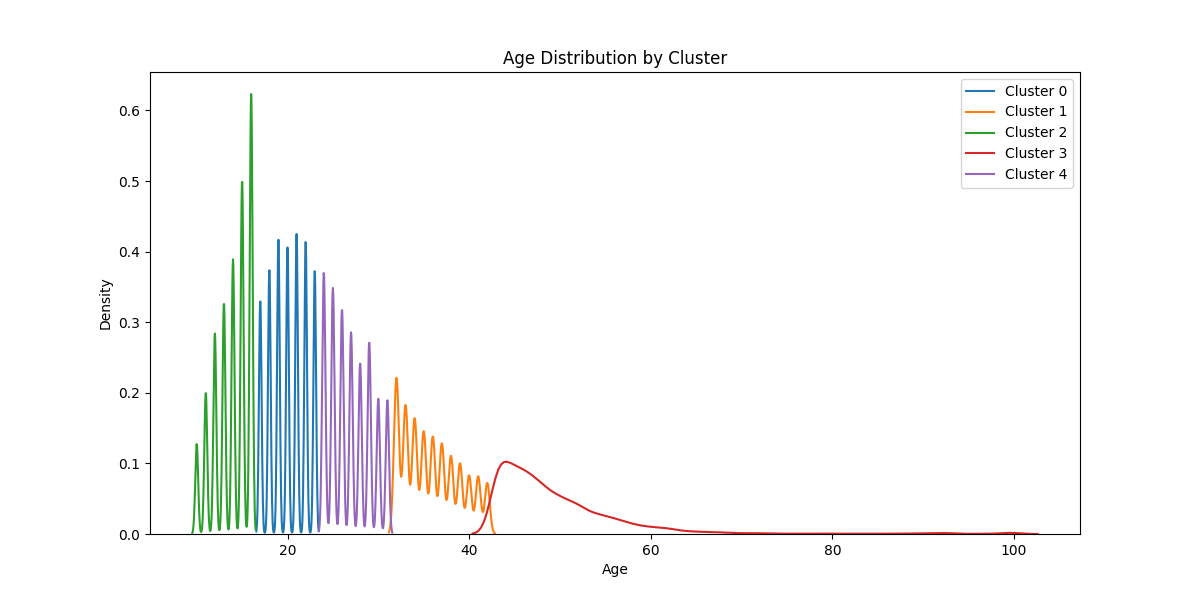 Age Distribution by Cluster
Cluster 0
Cluster 1
Cluster 2
Cluster 3
Cluster 4
0.6
0.5
0.4
0.3
0.2
0.1
0.0
Density
20 40 60 80 100
Age